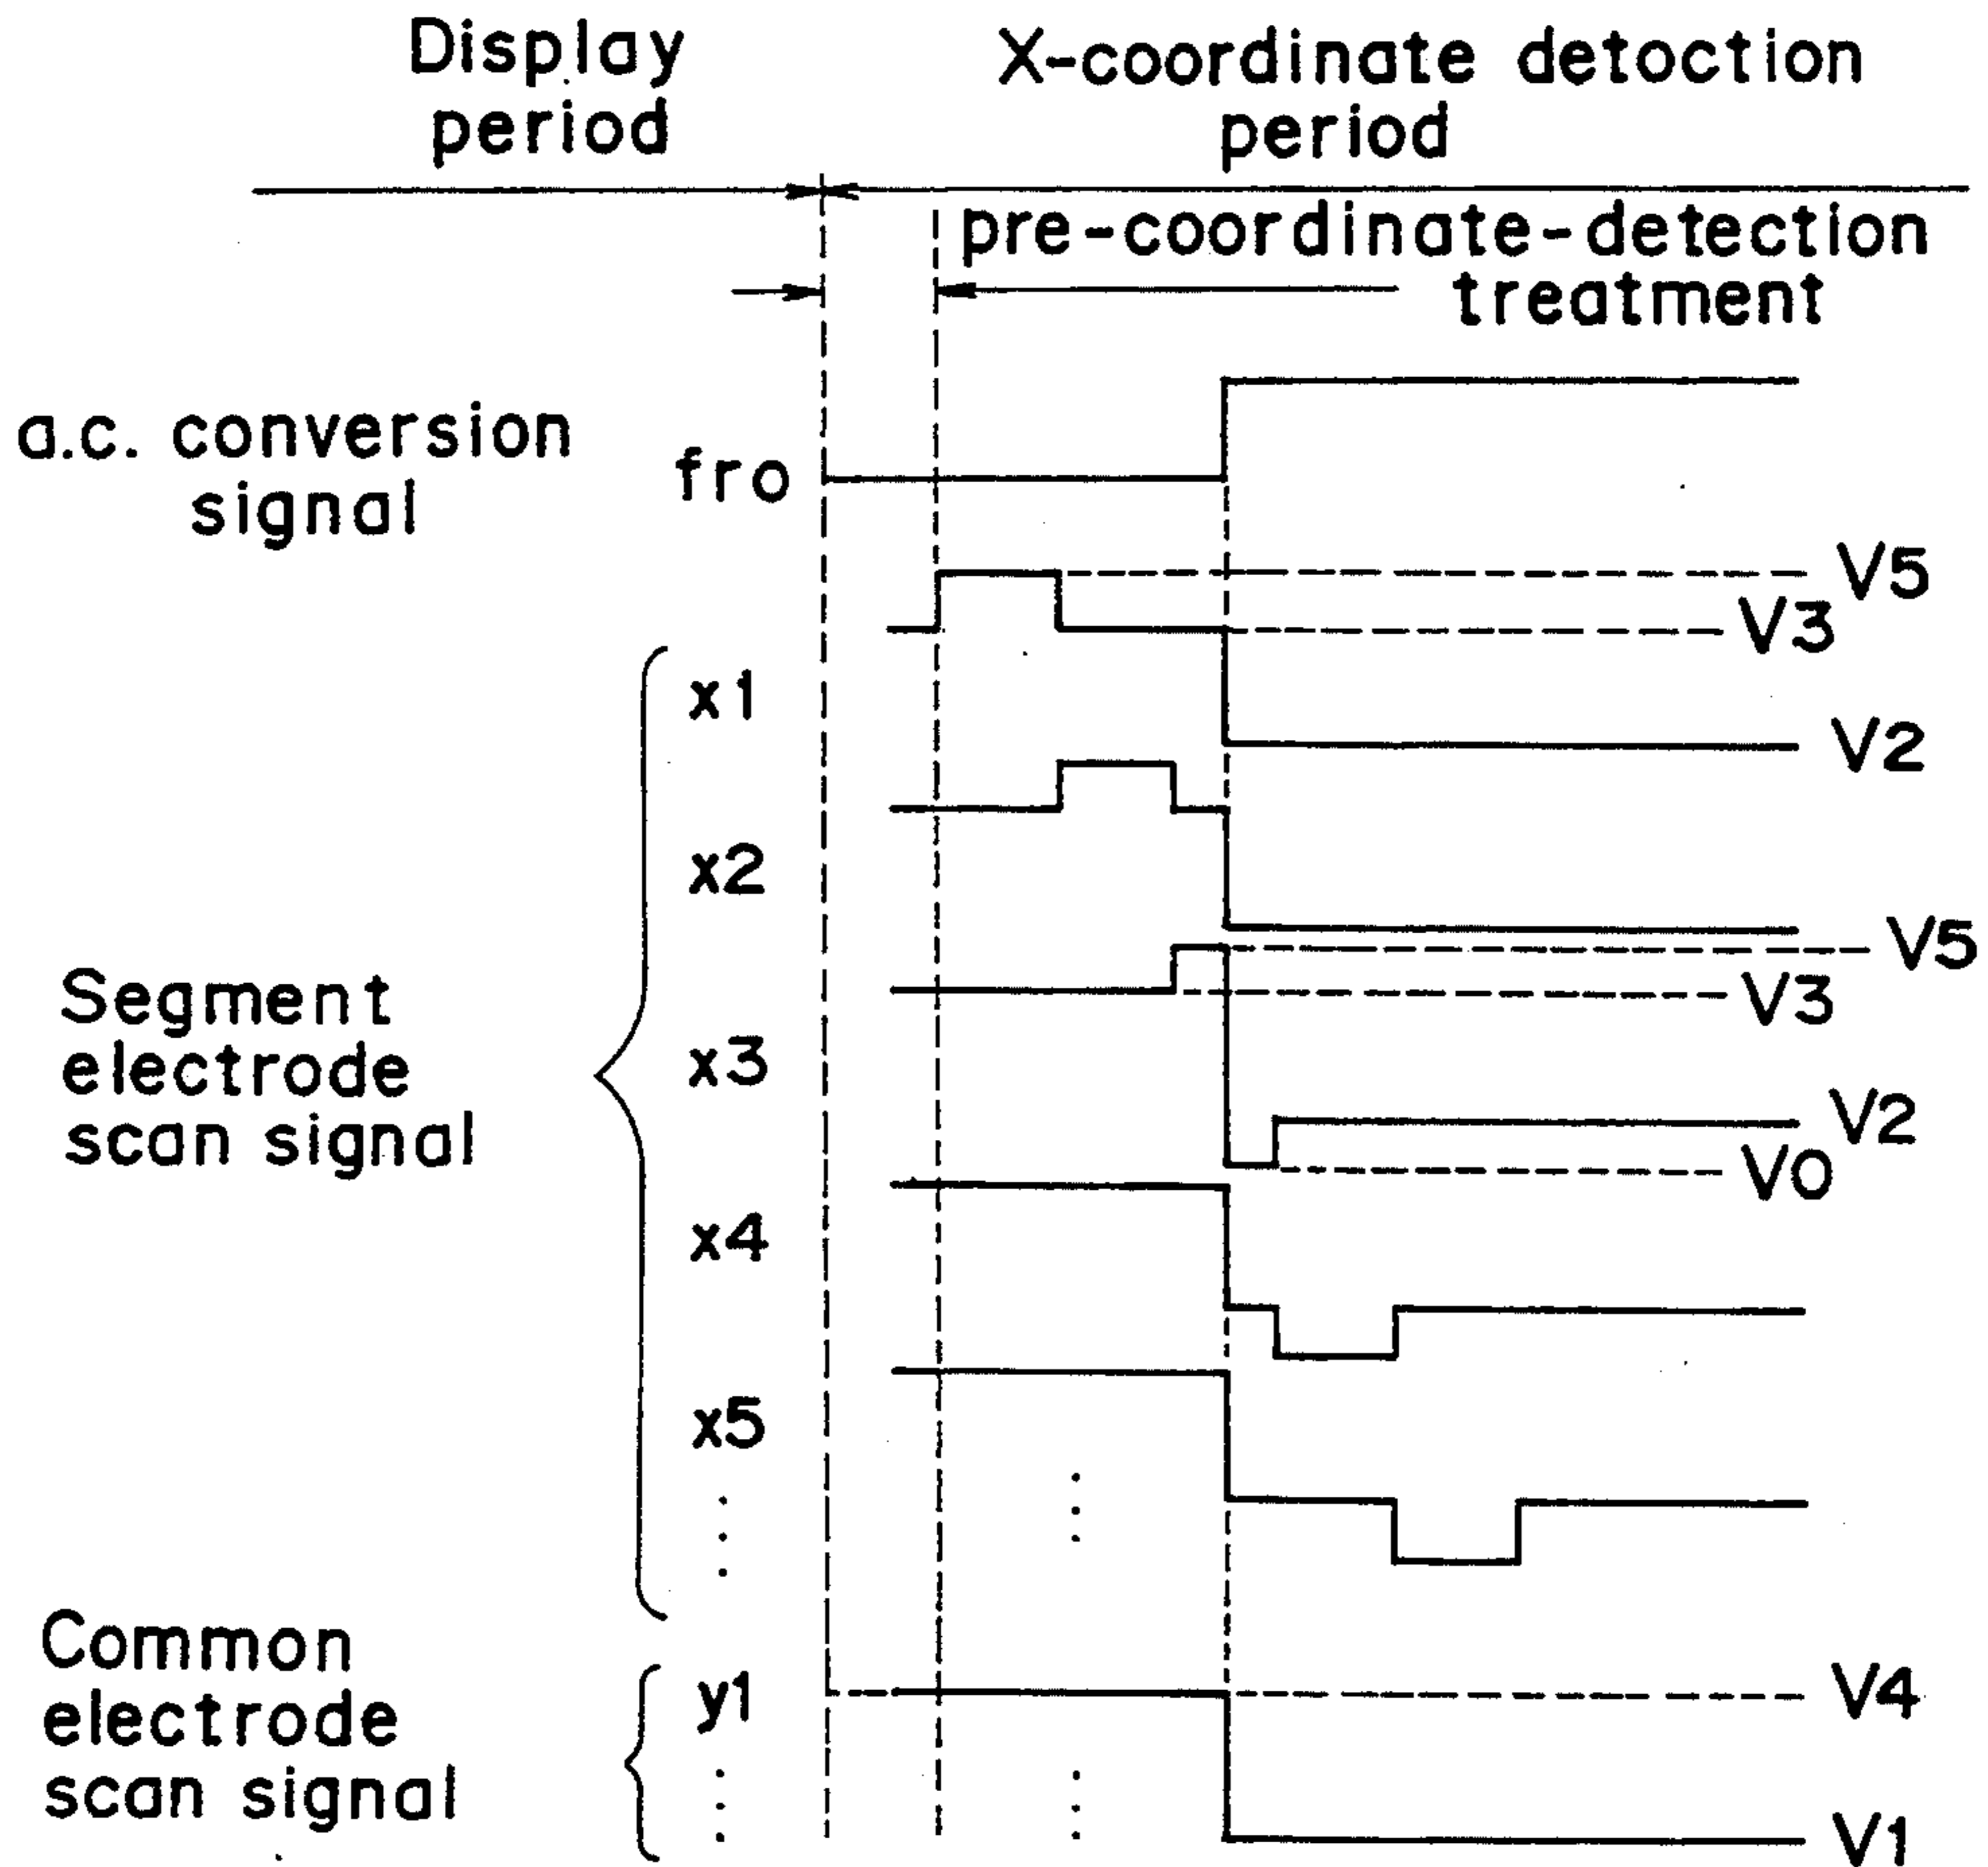 Display
period
X-coordinate detoction
period
pre-coordinate-detection
treatment
a.c. conversion
signal
fro
V5
V3
x1
V2
x2
V5
V3
Segment
electrode
scan signal
x3
V2
V0
x4
x5
Common
electrode
scan signal
y1
V4
V1